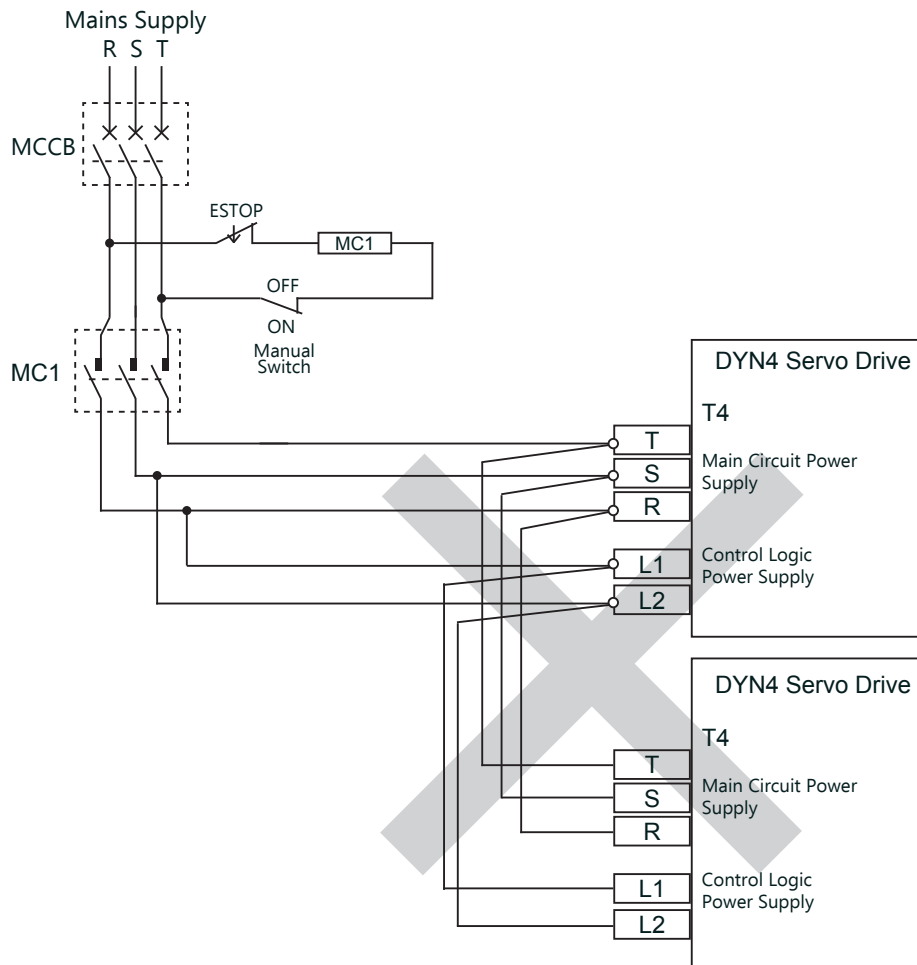 Mains Supply
R S T
MCCB
ESTOP
MC1
OFF
ON
Manual
Switch
MC1
DYN4 Servo Drive
T4
T
S
R
Main Circuit Power
Supply
L1
L2
Control Logic
Power Supply
DYN4 Servo Drive
T4
T
S
R
Main Circuit Power
Supply
L1
L2
Control Logic
Power Supply